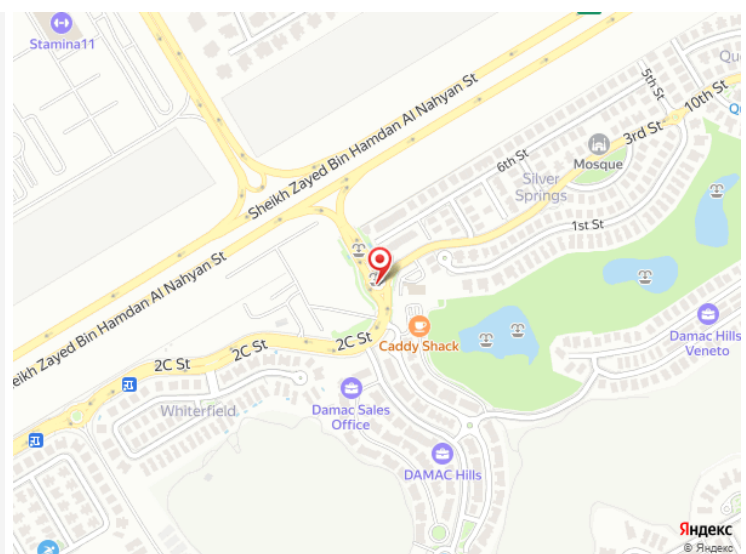 Stamina11
Sheikh Zayed Bin Hamdan Al Nahyan St
5th St
10th St
3rd St
Mosque
6th St
Silver
Springs
1st St
eikh Zayed Bin Hamdan Al Nahyan St
2C St
2C St
2C St
Caddy Shack
Damac Hills
Veneto
Whiterfield
Damac Sales
Office
DAMAC Hills
Яндекс
© Яндекс